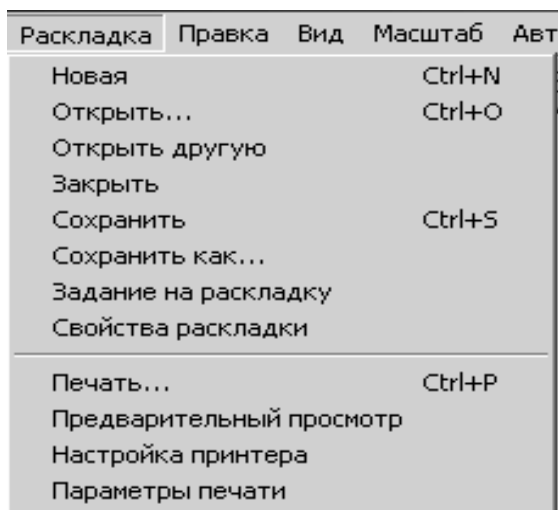 Раскладка Правка Вид Масштаб Авт
Новая Ctrl+N
Открыть... Ctrl+O
Открыть другую
Закрыть
Сохранить Ctrl+S
Сохранить как...
Задание на раскладку
Свойства раскладки
Печать... Ctrl+P
Предварительный просмотр
Настройка принтера
Параметры печати